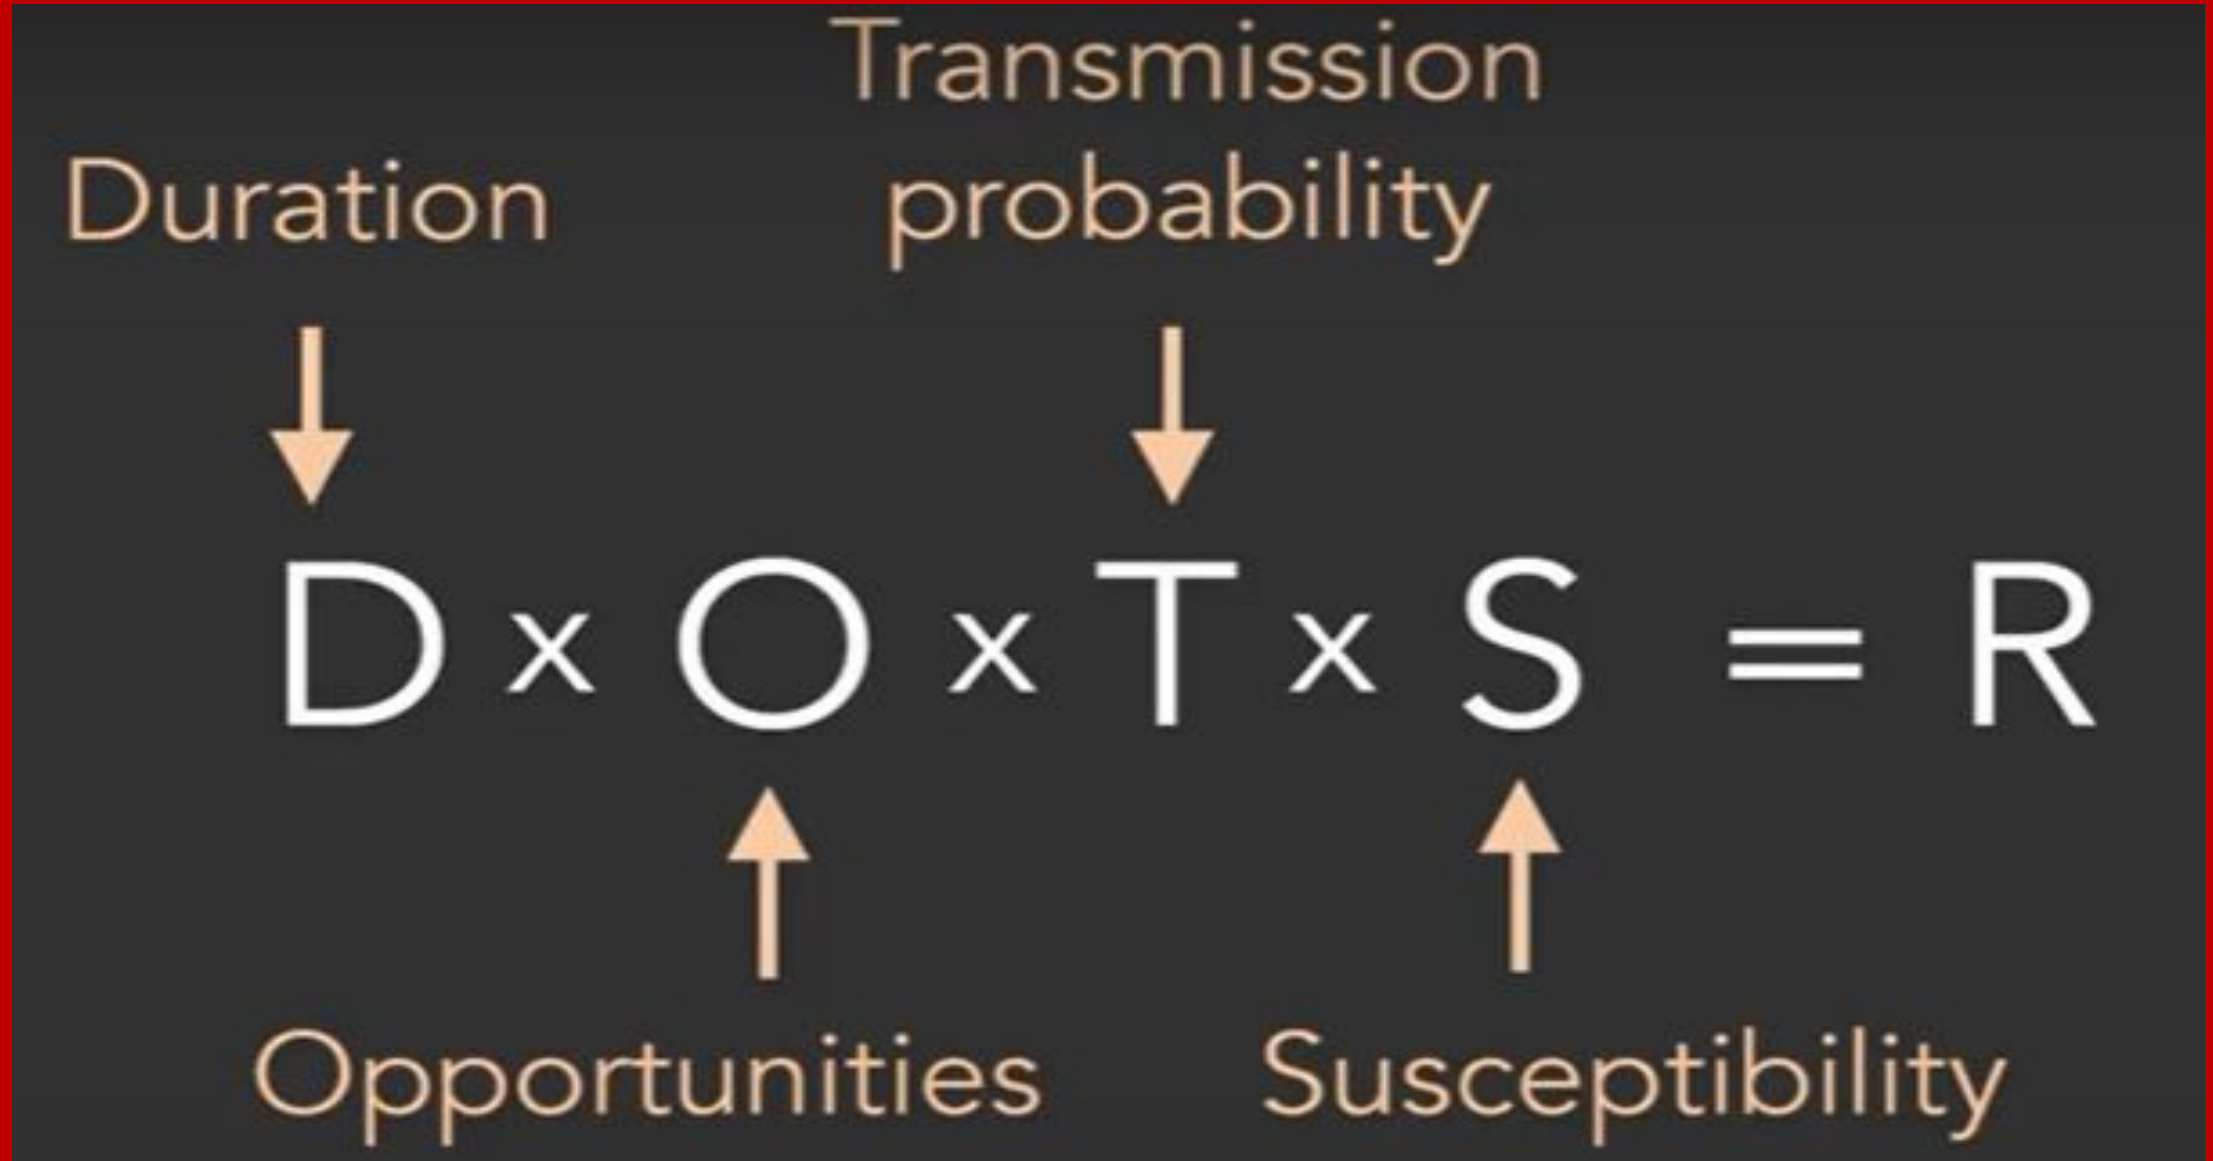 Transmission
probability
Duration
D x O x T x S = R
Opportunities
Susceptibility